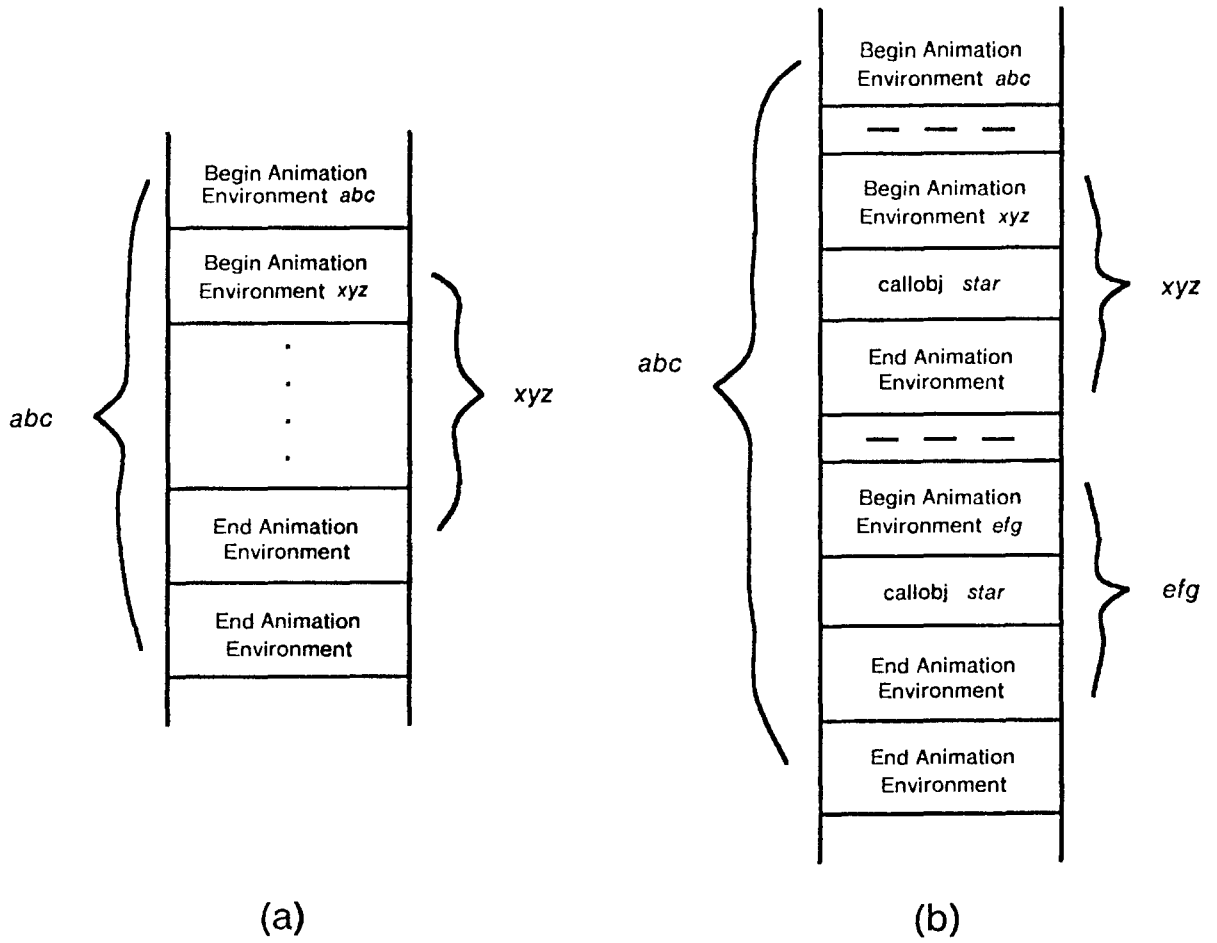 Begin Animation
Environment abc
Begin Animation
Environment xyz
abc
xyz
End Animation
Environment
End Animation
Environment
(a)
Begin Animation
Environment abc
Begin Animation
Environment xyz
callobj star
xyz
End Animation
Environment
abc
Begin Animation
Environment efg
callobj star
efg
End Animation
Environment
End Animation
Environment
(b)